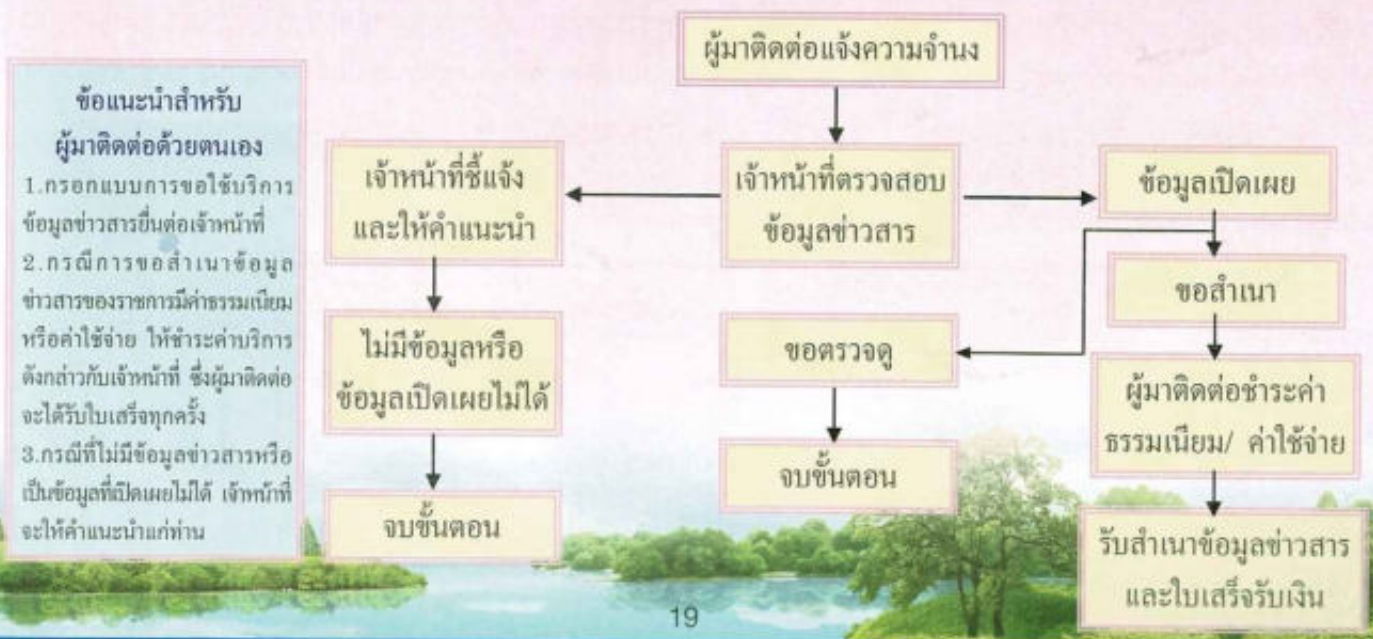 ผู้มาติดต่อแจ้งความจำนง
ข้อแนะนำสำหรับ
ผู้มาติดต่อด้วยตนเอง
1.กรอกแบบการขอใช้บริการ
ข้อมูลข่าวสารยื่นต่อเจ้าหน้าที่
2.กรณีการขอสำเนาข้อมูล
ข่าวสารของราชการมีค่าธรรมเนียม
หรือค่าใช้จ่าย ให้ชำระค่าบริการ
ดังกล่าวกับเจ้าหน้าที่ ซึ่งผู้มาติดต่อ
จะได้รับใบเสร็จทุกครั้ง
3.กรณีที่ไม่มีข้อมูลข่าวสารหรือ
เป็นข้อมูลที่เปิดเผยไม่ได้ เจ้าหน้าที่
จะให้คำแนะนำแก่ท่าน
เจ้าหน้าที่ชี้แจง
และให้คำแนะนำ
เจ้าหน้าที่ตรวจสอบ
ข้อมูลข่าวสาร
ข้อมูลเปิดเผย
ขอสำเนา
ไม่มีข้อมูลหรือ
ข้อมูลเปิดเผยไม่ได้
ขอตรวจดู
ผู้มาติดต่อชำระค่า
ธรรมเนียม/ ค่าใช้จ่าย
จบขั้นตอน
จบขั้นตอน
รับสำเนาข้อมูลข่าวสาร
และใบเสร็จรับเงิน
19